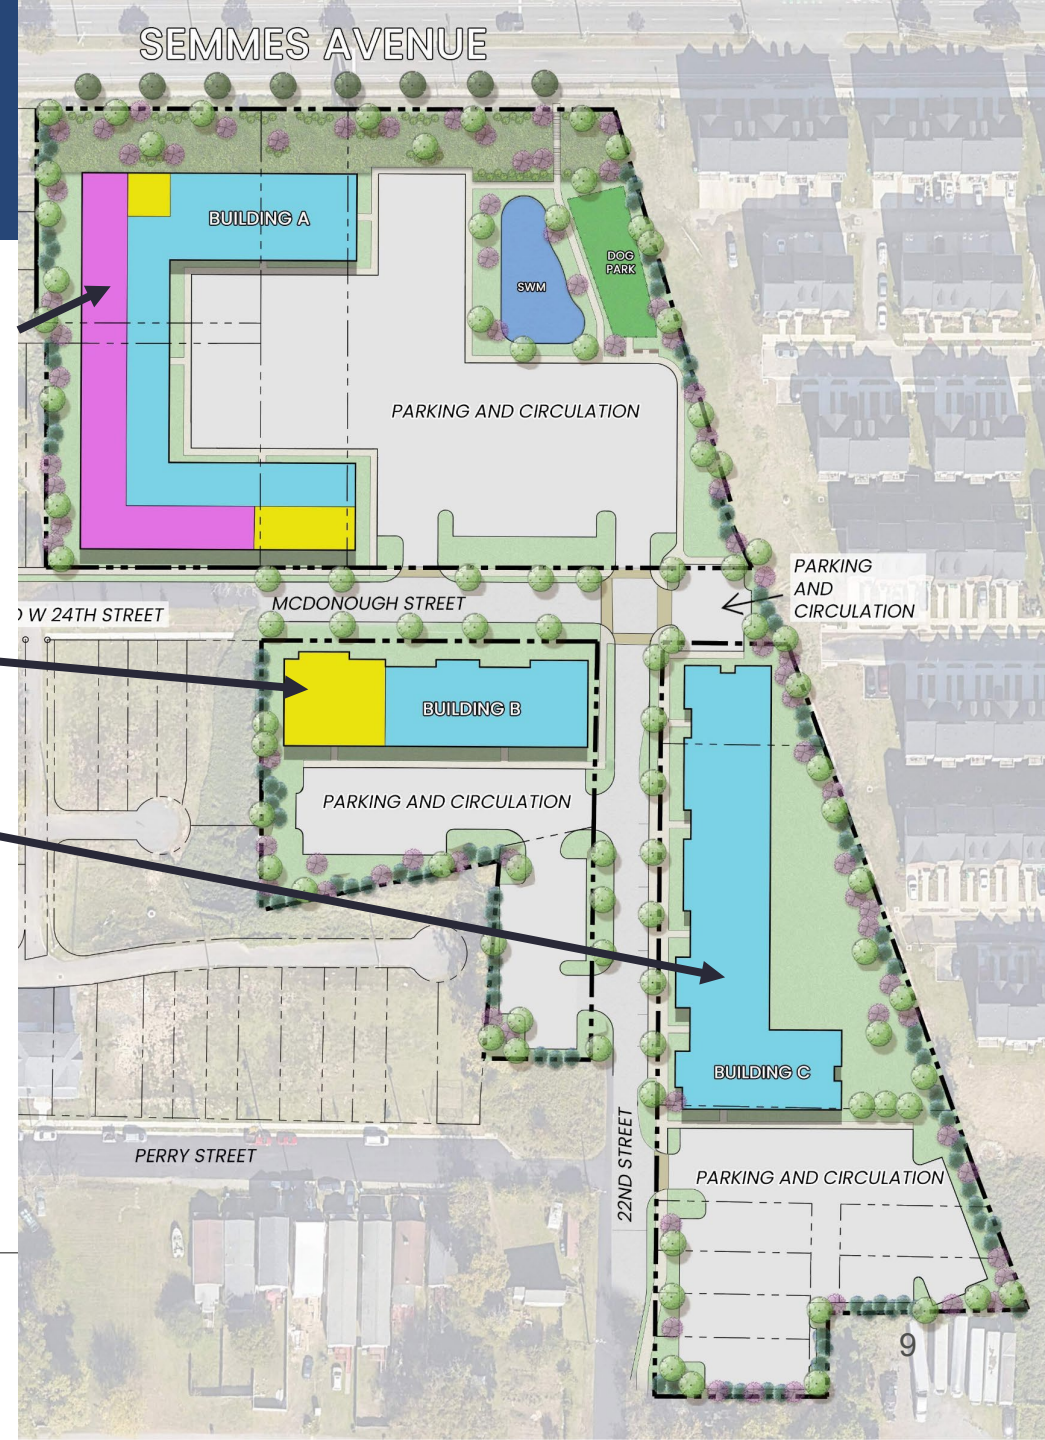 SEMMES AVENUE
BUILDING A
DOG
PARK
SWM
PARKING AND CIRCULATION
PARKING
AND
CIRCULATION
MCDONOUGH STREET
W 24TH STREET
BUILDING B
PARKING AND CIRCULATION
BUILDING C
22ND STREET
PERRY STREET
PARKING AND CIRCULATION
9